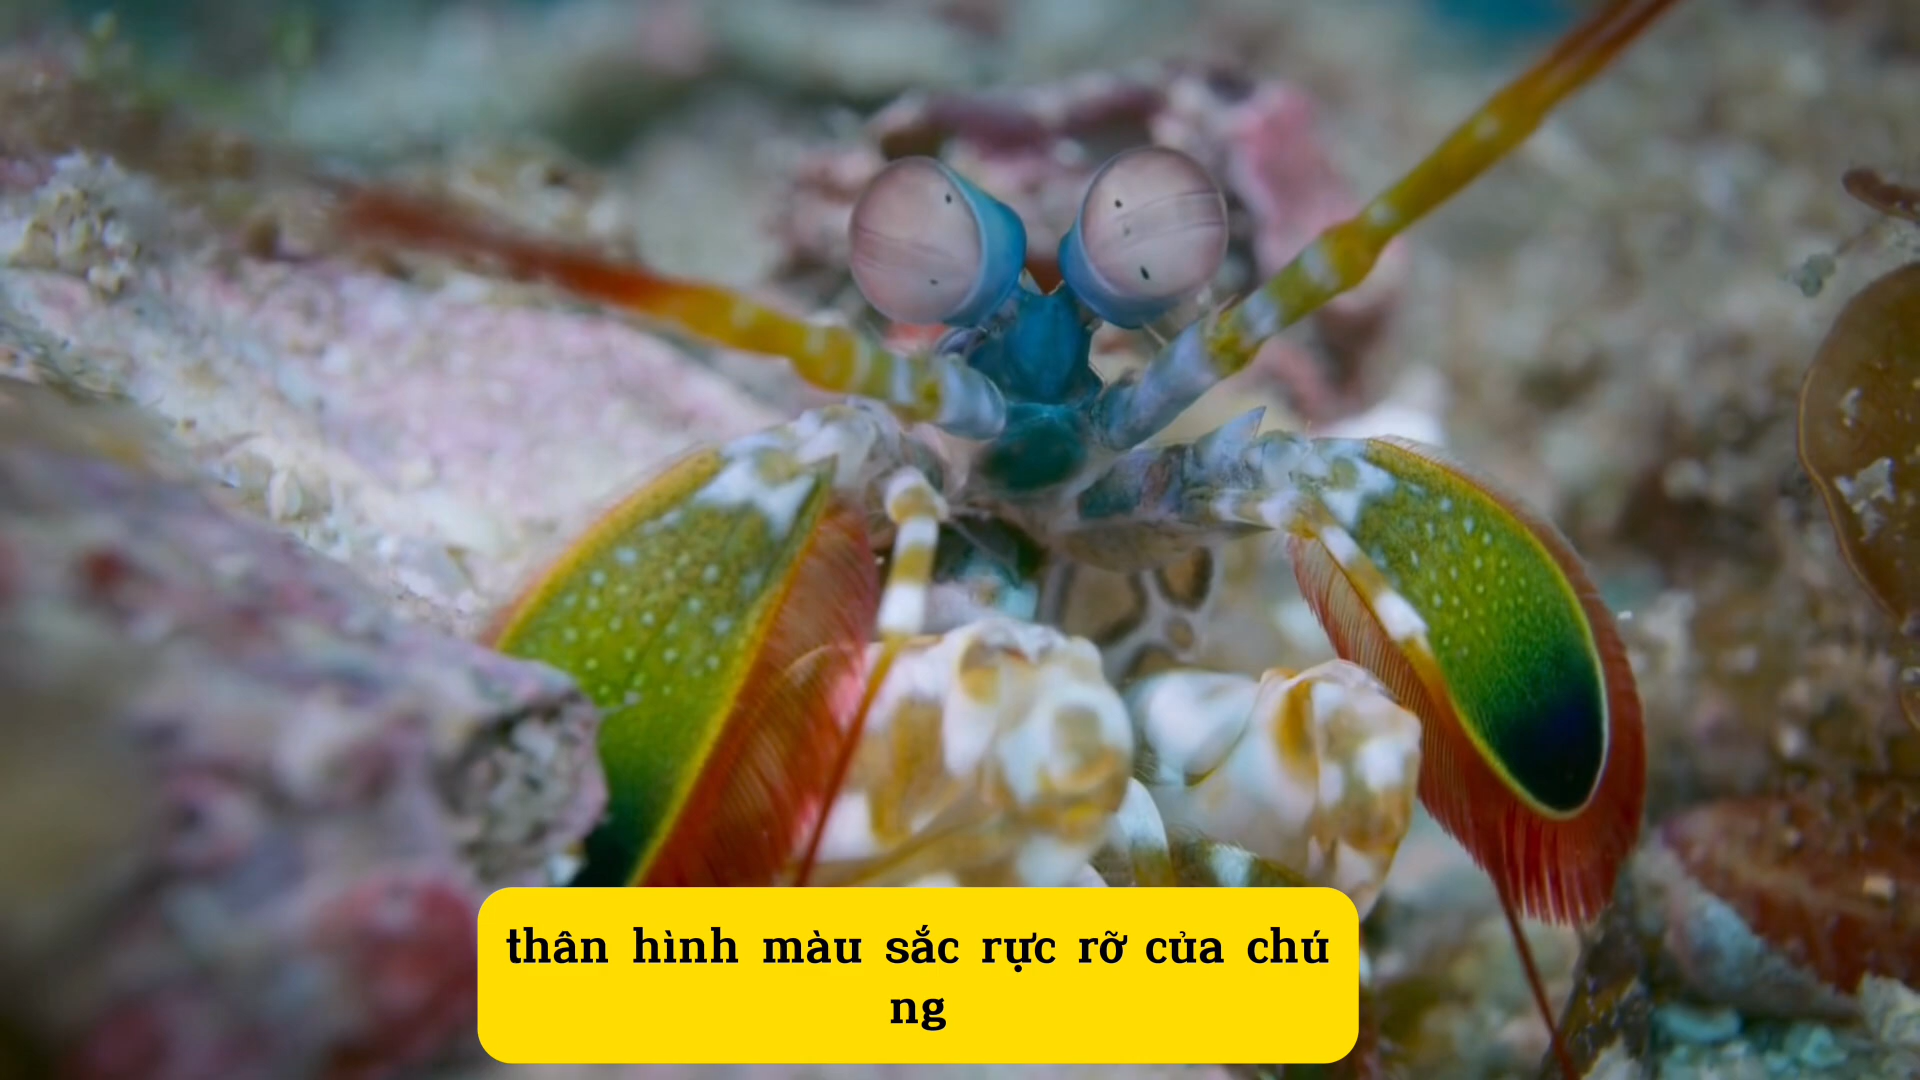 thân hình màu sắc rực rỡ của chú
ng